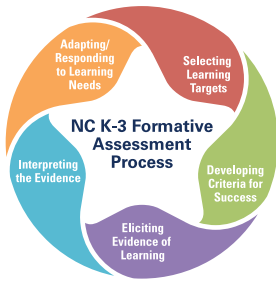 NC K-3 Formative
Assessment
Process
Selecting
Learning
Targets
Developing
Criteria for
Success
Eliciting
Evidence of
Learning
Interpreting
the Evidence
Adapting/
Responding
to Learning
Needs